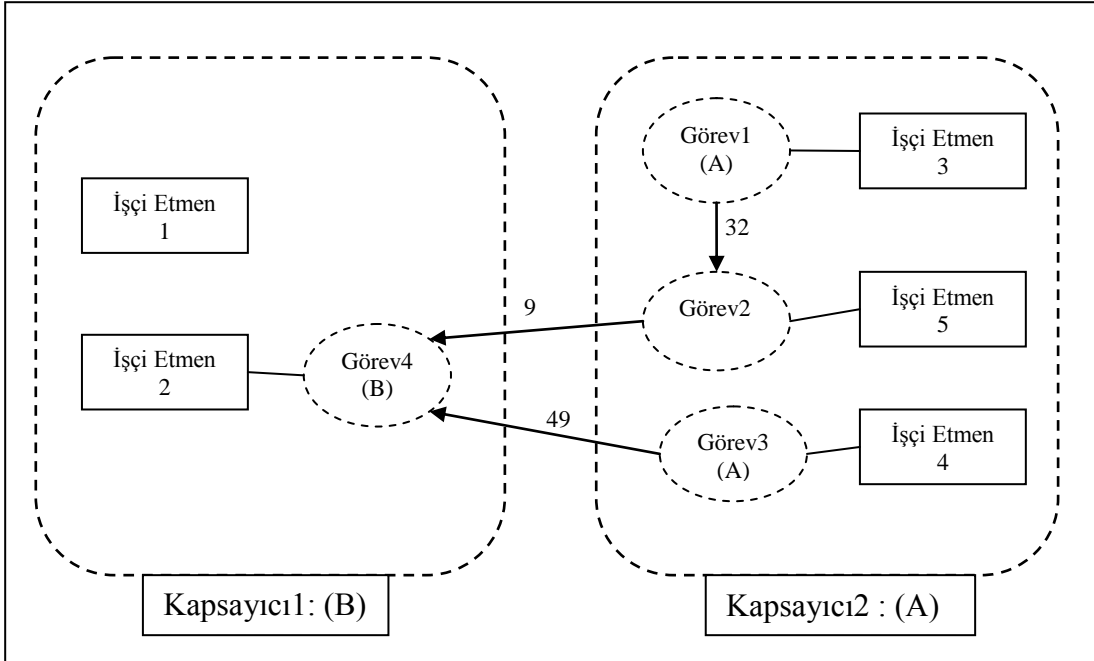 İşçi Etmen
1
İşçi Etmen
2
Görev4
(B)
9
49
Görev1
(A)
32
Görev2
Görev3
(A)
İşçi Etmen
3
İşçi Etmen
5
İşçi Etmen
4
Kapsayıcı1: (B)
Kapsayıcı2 : (A)